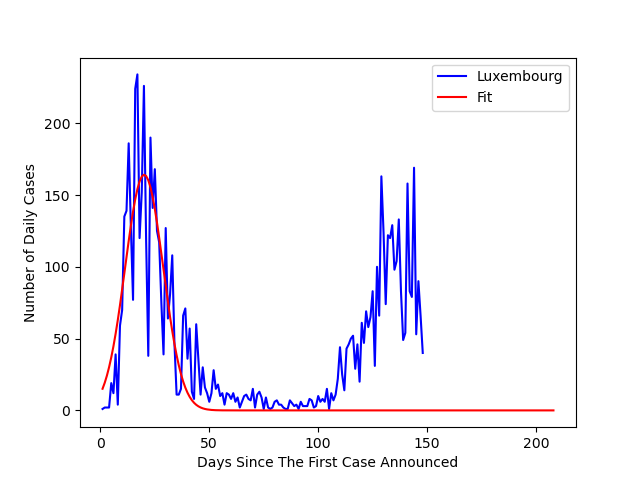 Luxembourg
Fit
Number of Daily Cases
200
150
100
50
0
0 50 100 150 200
Days Since The First Case Announced